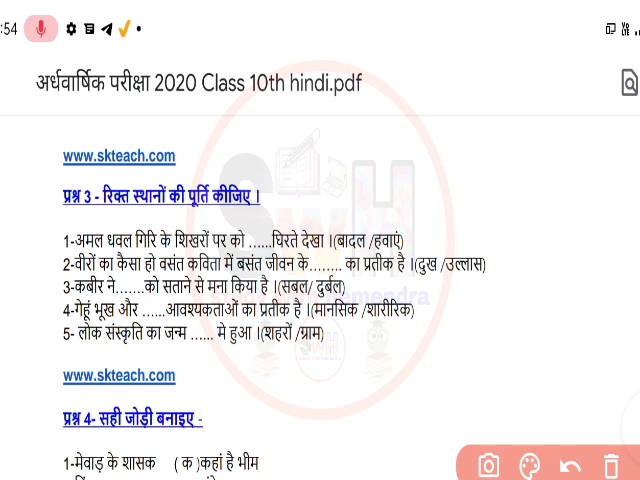 :54
अर्धवार्षिक परीक्षा 2020 Class 10th hindi.pdf
www.skteach.com
प्रश्न 3 - रिक्त स्थानों की पूर्ति कीजिए ।
1-अमल धवल गिरि के शिखरों पर को ......घिरते देखा ।(बादल /हवाएं)
2-वीरों का कैसा हो वसंत कविता में बसंत जीवन के........ का प्रतीक है ।(दुख /उल्लास)
3-कबीर ने.......को सताने से मना किया है ।(सबल/ दुर्बल)
4-गेहूं भूख और ......आवश्यकताओं का प्रतीक है ।(मानसिक /शारीरिक)
5- लोक संस्कृति का जन्म ...... मे हुआ ।(शहरों /ग्राम)
www.skteach.com
प्रश्न 4- सही जोड़ी बनाइए -
1-मेवाड़ के शासक ( क )कहां है भीम